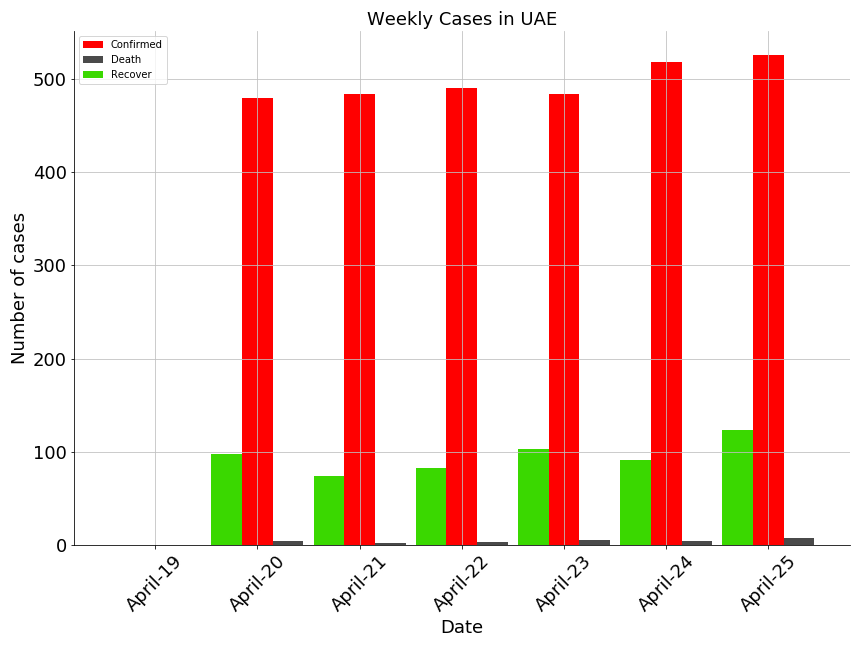 Weekly Cases in UAE
Confirmed
Death
Recover
500
400
300
200
100
0
Number of cases
April-19
April-20
April-21
April-22
April-23
April-24
April-25
Date